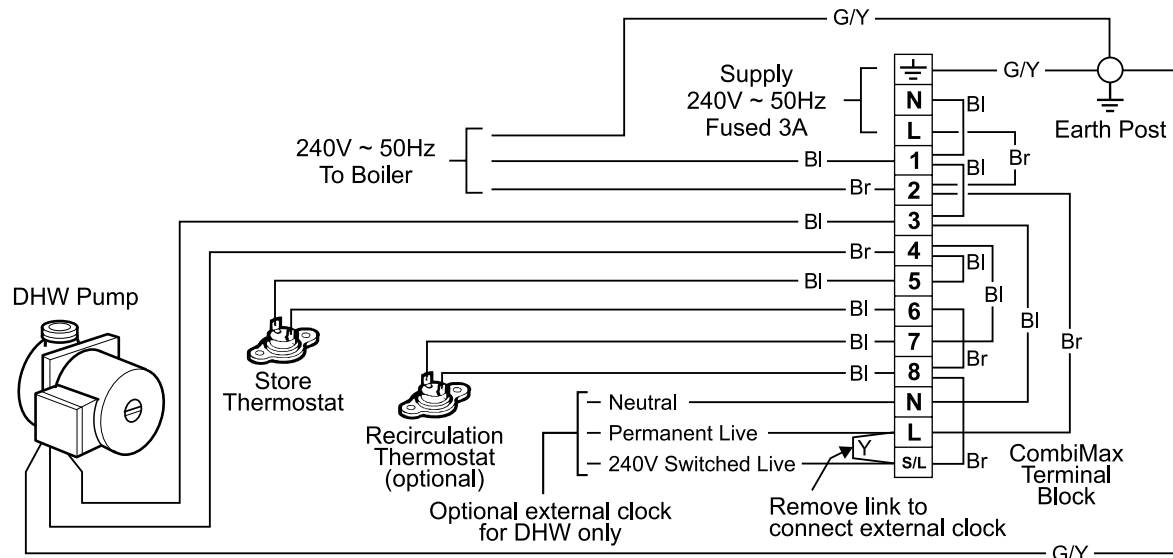 G/Y
Supply
240V ~ 50Hz
Fused 3A
G/Y
Earth Post
N
Bl
L
240V ~ 50Hz
To Boiler
Bl
1
Bl
Br
Br
2
Bl
3
Br
4
Bl
Bl
5
Bl
Bl
Br
DHW Pump
Bl
6
Store
Thermostat
Bl
7
Br
Bl
8
Recirculation
Thermostat
(optional)
Neutral
N
Permanent Live
L
Y
240V Switched Live
S/L
Br
CombiMax
Terminal
Block
Optional external clock
for DHW only
Remove link to
connect external clock
G/Y